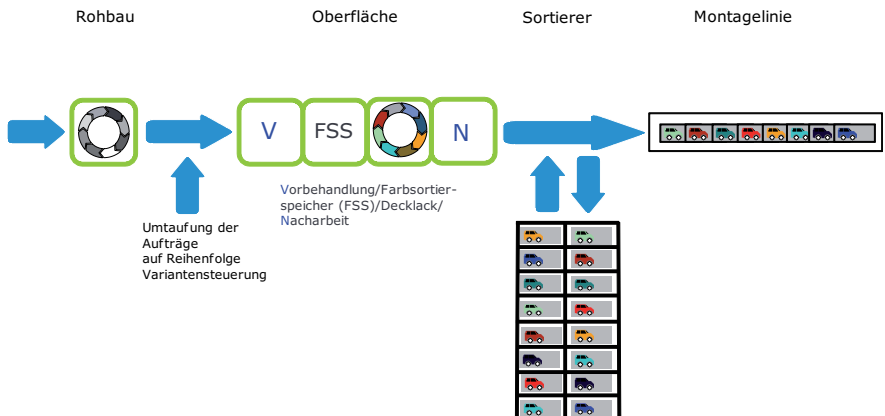 Rohbau
Oberfläche
Sortierer
Montagelinie
V
FSS
N
Vorbehandlung/Farbsortier-
speicher (FSS)/Decklack/
Nacharbeit
Umtaufung der
Aufträge
auf Reihenfolge
Variantensteuerung